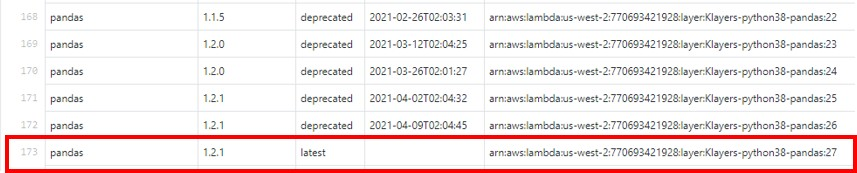 168 pandas 1.1.5 deprecated 2021-02-26T02:03:31 arn:aws:lambda:us-west-2:770693421928:layer:Klayers-python38-pandas:22
169 pandas 1.2.0 deprecated 2021-03-12T02:04:25 arn:aws:lambda:us-west-2:770693421928:layer:Klayers-python38-pandas:23
170 pandas 1.2.0 deprecated 2021-03-26T02:01:27 arn:aws:lambda:us-west-2:770693421928:layer:Klayers-python38-pandas:24
171 pandas 1.2.1 deprecated 2021-04-02T02:04:32 arn:aws:lambda:us-west-2:770693421928:layer:Klayers-python38-pandas:25
172 pandas 1.2.1 deprecated 2021-04-09T02:04:45 arn:aws:lambda:us-west-2:770693421928:layer:Klayers-python38-pandas:26
173 pandas 1.2.1 latest arn:aws:lambda:us-west-2:770693421928:layer:Klayers-python38-pandas:27